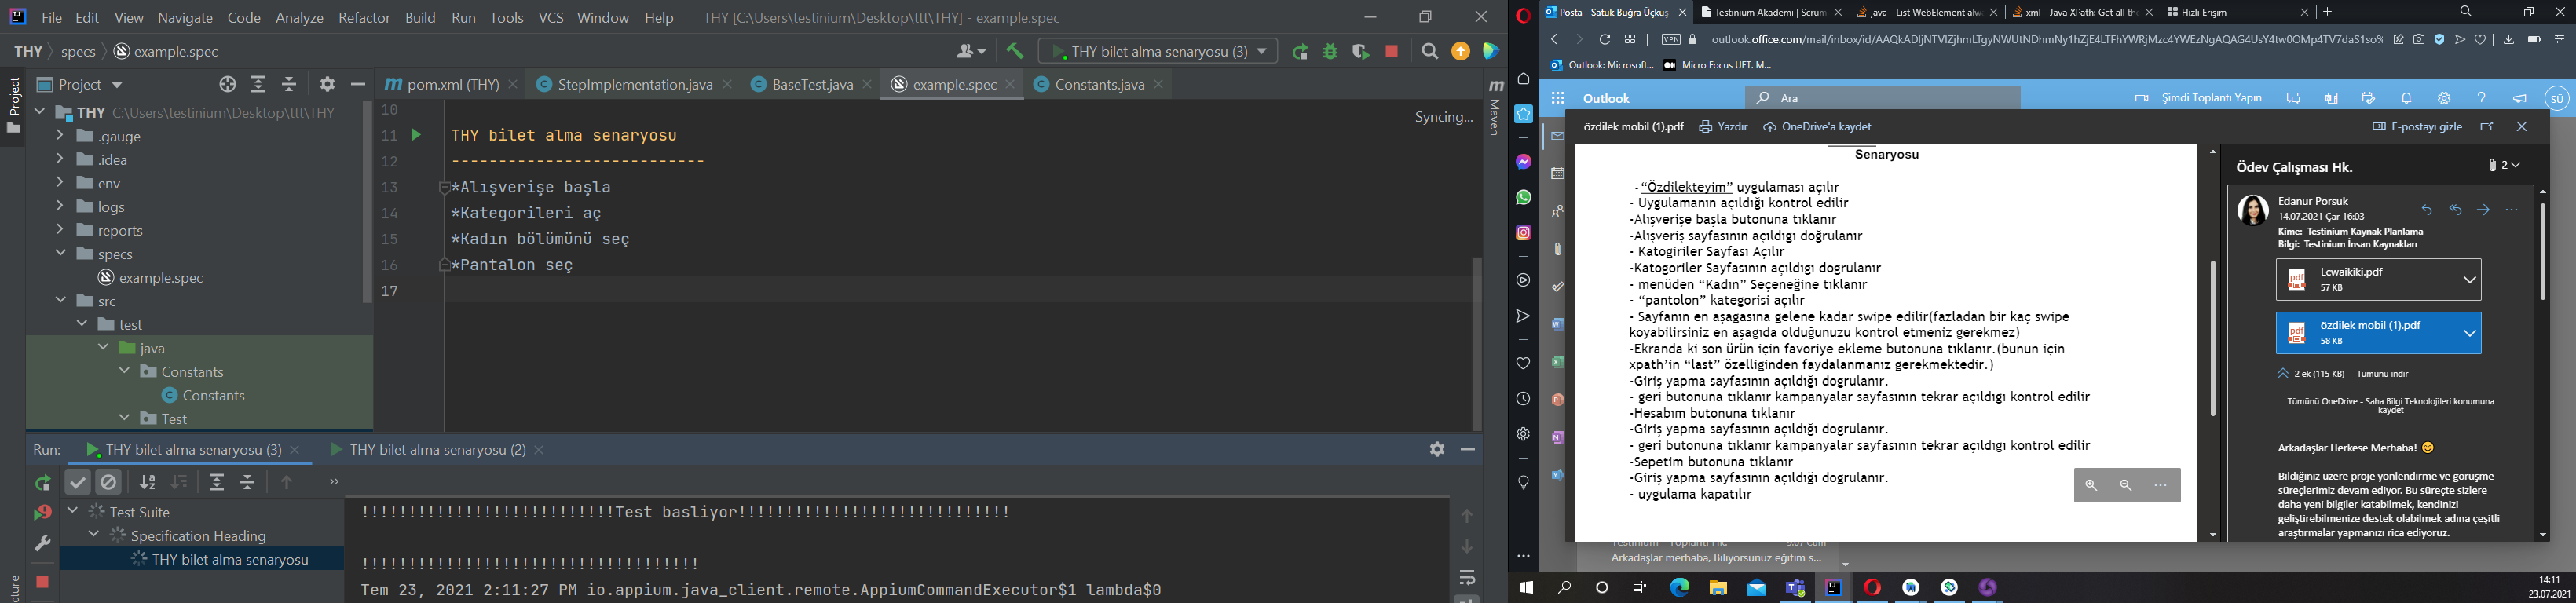 File Edit View Navigate Code Analyze Refactor Build Run Tools VCS Window Help THY [C:\Users\testinium\Desktop\ttt\THY] - example.spec
THY specs example.spec
THY bilet alma senaryosu (3)
Project
pom.xml (THY) StepImplementation.java BaseTest.java example.spec Constants.java
Project
Maven
THY C:\Users\testinium\Desktop\ttt\THY
.gauge
.idea
env
logs
reports
specs
example.spec
src
test
java
Constants
Constants
Test
Syncing...
10
11 THY bilet alma senaryosu
12 ---------------------------
13 *Alışverişe başla
14 *Kategorileri aç
15 *Kadın bölümünü seç
16 *Pantalon seç
17
Run: THY bilet alma senaryosu (3) THY bilet alma senaryosu (2)
Test Suite
Specification Heading
THY bilet alma senaryosu
!!!!!!!!!!!!!!!!!!!!!!!!!!!Test basliyor!!!!!!!!!!!!!!!!!!!!!!!!!!!!
!!!!!!!!!!!!!!!!!!!!!!!!!!!!!!!!!!!
Tem 23, 2021 2:11:27 PM io.appium.java_client.remote.AppiumCommandExecutor$1 lambda$0
Posta - Satuk Buğra Üçkuş Testinium Akademi | Scrum java - List WebElement alw xml - Java XPath: Get all the Hızlı Erişim
VPN outlook.office.com/mail/inbox/id/
Outlook: Microsoft... Micro Focus UFT. M...
Outlook Ara Şimdi Toplantı Yapın SÜ
özdilek mobil (1).pdf Yazdır OneDrive'a kaydet E-postayı gizle
Senaryosu
-“Özdilekteyim” uygulaması açılır
- Uygulamanın açıldığı kontrol edilir
-Alışverişe başla butonuna tıklanır
-Alışveriş sayfasının açıldıgı doğrulanır
- Katogiriler Sayfası Açılır
-Katogoriler Sayfasının açıldıgı dogrulanır
- menüden “Kadın” Seçeneğine tıklanır
- “pantolon” kategorisi açılır
- Sayfanın en aşagasına gelene kadar swipe edilir(fazladan bir kaç swipe
koyabilirsiniz en aşagıda olduğunuzu kontrol etmeniz gerekmez)
-Ekranda ki son ürün için favoriye ekleme butonuna tıklanır.(bunun için
xpath’in “last” özelliginden faydalanmanız gerekmektedir.)
-Giriş yapma sayfasının açıldığı dogrulanır.
- geri butonuna tıklanır kampanyalar sayfasının tekrar açıldıgı kontrol edilir
-Hesabım butonuna tıklanır
-Giriş yapma sayfasının açıldığı dogrulanır.
- geri butonuna tıklanır kampanyalar sayfasının tekrar açıldıgı kontrol edilir
-Sepetim butonuna tıklanır
-Giriş yapma sayfasının açıldığı dogrulanır.
- uygulama kapatılır
Arkadaşlar merhaba. Biliyorsunuz eğitim s...
Ödev Çalışması Hk. 2
Edanur Porsuk
14.07.2021 Çar 16:03
Kime: Testinium Kaynak Planlama
Bilgi: Testinium İnsan Kaynakları
Lcwaikiki.pdf
57 KB
özdilek mobil (1).pdf
58 KB
2 ek (115 KB) Tümünü indir
Tümünü OneDrive - Saha Bilgi Teknolojileri konumuna
kaydet
Arkadaşlar Herkese Merhaba! 😊
Bildiğiniz üzere proje yönlendirme ve görüşme
süreçlerimiz devam ediyor. Bu süreçte sizlere
daha yeni bilgiler katabilmek, kendinizi
geliştirebilmenize destek olabilmek adına çeşitli
araştırmalar yapmanızı rica ediyoruz.
14:11
23.07.2021